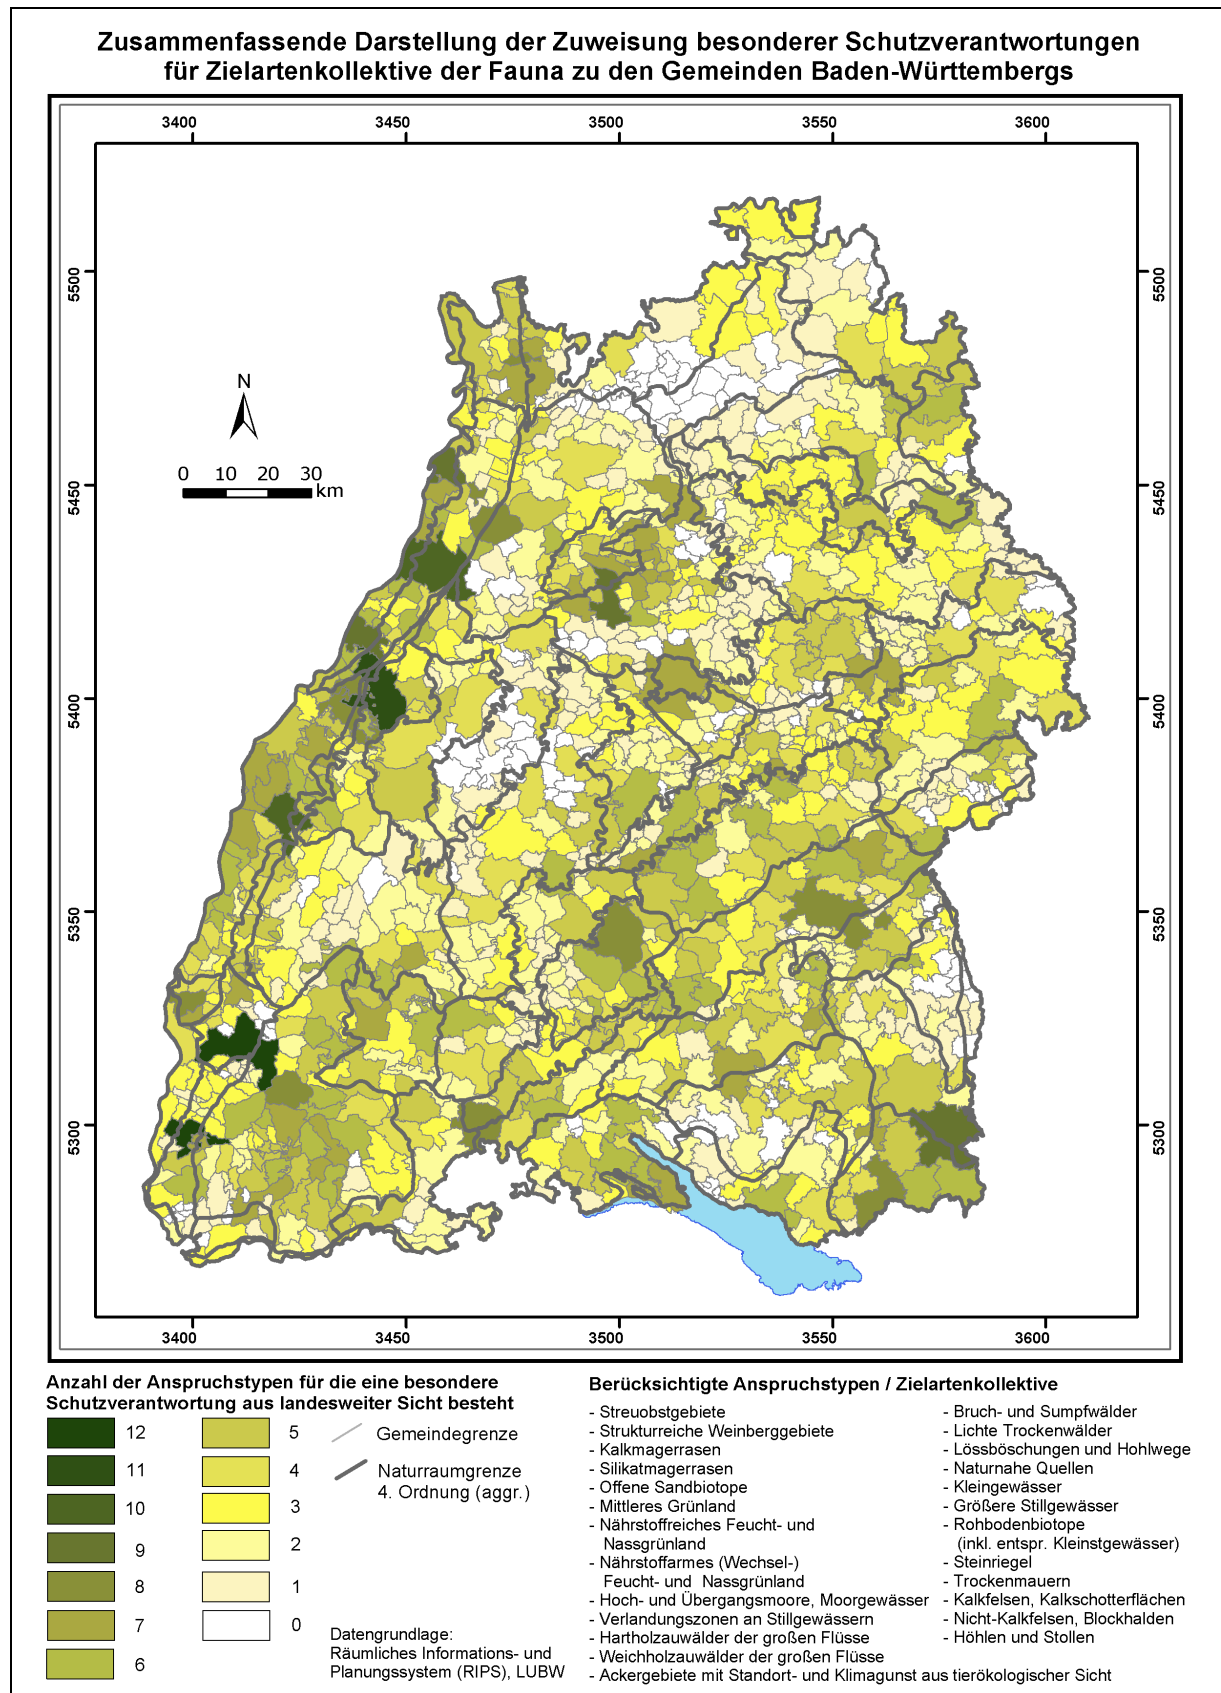 Zusammenfassende Darstellung der Zuweisung besonderer Schutzverantwortungen
für Zielartenkollektive der Fauna zu den Gemeinden Baden-Württembergs
3400 3450 3500 3550 3600
5500 5500
N
0 10 20 30
km
5450 5450
5400 5400
5350 5350
5300 5300
3400 3450 3500 3550 3600
Anzahl der Anspruchstypen für die eine besondere
Schutzverantwortung aus landesweiter Sicht besteht
12
11
10
9
8
7
6
5
4
3
2
1
0
Gemeindegrenze
Naturraumgrenze
4. Ordnung (aggr.)
Datengrundlage:
Räumliches Informations- und
Planungssystem (RIPS), LUBW
Berücksichtigte Anspruchstypen / Zielartenkollektive
- Streuobstgebiete
- Strukturreiche Weinberggebiete
- Kalkmagerrasen
- Silikatmagerrasen
- Offene Sandbiotope
- Mittleres Grünland
- Nährstoffreiches Feucht- und
Nassgrünland
- Nährstoffarmes (Wechsel-)
Feucht- und Nassgrünland
- Hoch- und Übergangsmoore, Moorgewässer
- Verlandungszonen an Stillgewässern
- Hartholzauwälder der großen Flüsse
- Weichholzauwälder der großen Flüsse
- Ackergebiete mit Standort- und Klimagunst aus tierökologischer Sicht
- Bruch- und Sumpfwälder
- Lichte Trockenwälder
- Lössböschungen und Hohlwege
- Naturnahe Quellen
- Kleingewässer
- Größere Stillgewässer
- Rohbodenbiotope
(inkl. entspr. Kleinstgewässer)
- Steinriegel
- Trockenmauern
- Kalkfelsen, Kalkschotterflächen
- Nicht-Kalkfelsen, Blockhalden
- Höhlen und Stollen